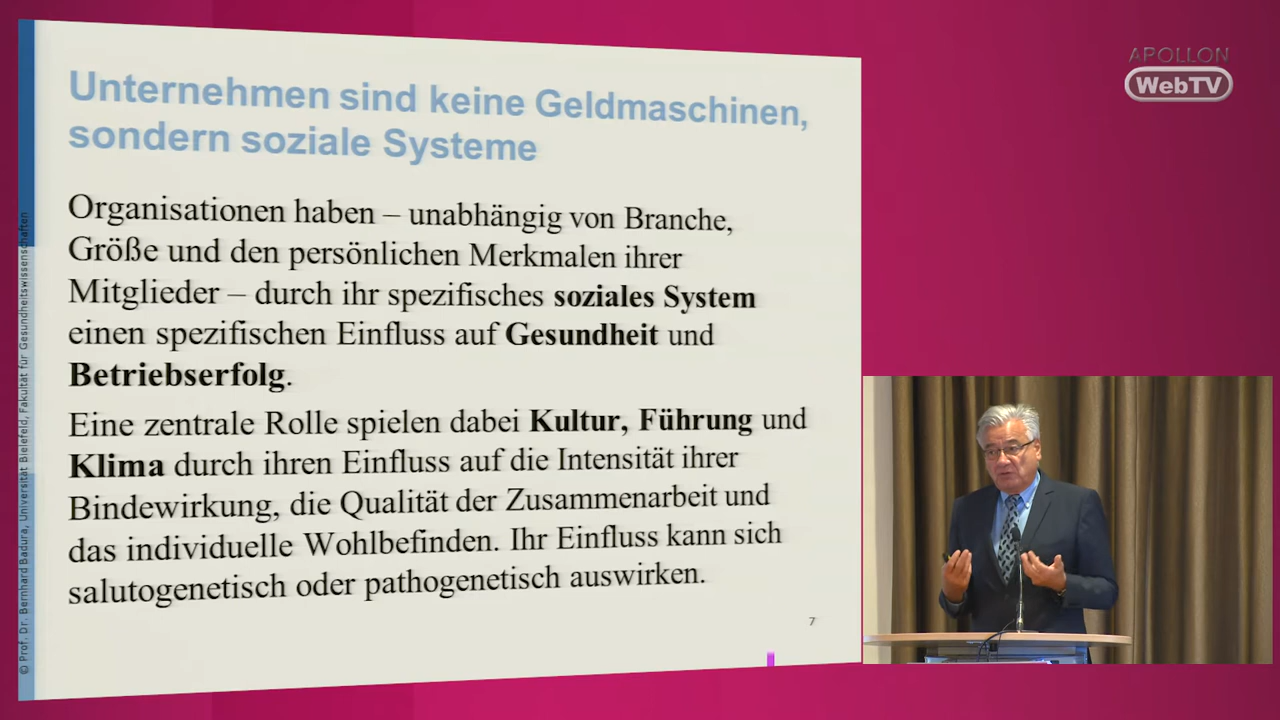 APOLLON
WebTV
Unternehmen sind keine Geldmaschinen,
sondern soziale Systeme
Organisationen haben – unabhängig von Branche,
Größe und den persönlichen Merkmalen ihrer
Mitglieder – durch ihr spezifisches soziales System
einen spezifischen Einfluss auf Gesundheit und
Betriebserfolg.
Eine zentrale Rolle spielen dabei Kultur, Führung und
Klima durch ihren Einfluss auf die Intensität ihrer
Bindewirkung, die Qualität der Zusammenarbeit und
das individuelle Wohlbefinden. Ihr Einfluss kann sich
salutogenetisch oder pathogenetisch auswirken.
7
© Prof. Dr. Bernhard Badura, Universität Bielefeld, Fakultät für Gesundheitswissenschaften